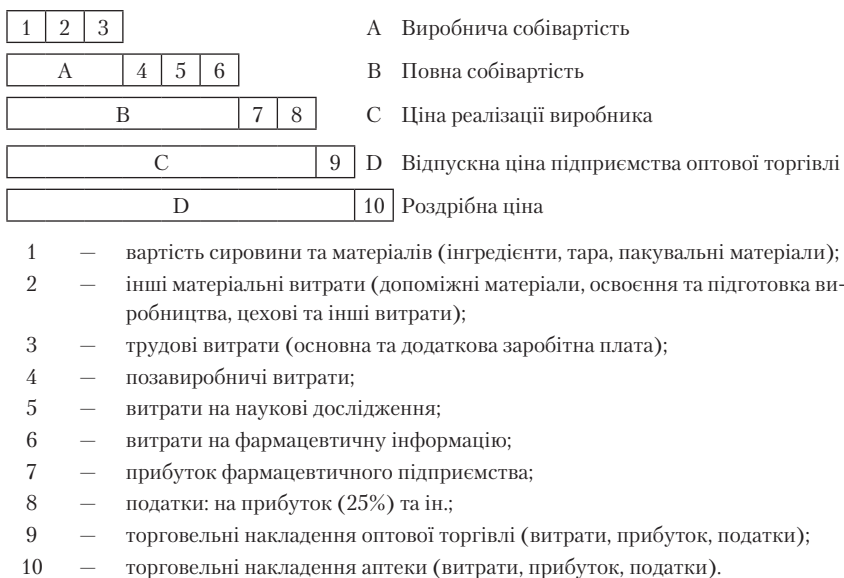 1 2 3 A Виробнича собівартість
A 4 5 6 B Повна собівартість
B 7 8 C Ціна реалізації виробника
C 9 D Відпускна ціна підприємства оптової торгівлі
D 10 Роздрібна ціна
1 — вартість сировини та матеріалів (інгредієнти, тара, пакувальні матеріали);
2 — інші матеріальні витрати (допоміжні матеріали, освоєння та підготовка ви-
робництва, цехові та інші витрати);
3 — трудові витрати (основна та додаткова заробітна плата);
4 — позавиробничі витрати;
5 — витрати на наукові дослідження;
6 — витрати на фармацевтичну інформацію;
7 — прибуток фармацевтичного підприємства;
8 — податки: на прибуток (25%) та ін.;
9 — торговельні накладення оптової торгівлі (витрати, прибуток, податки);
10 — торговельні накладення аптеки (витрати, прибуток, податки).